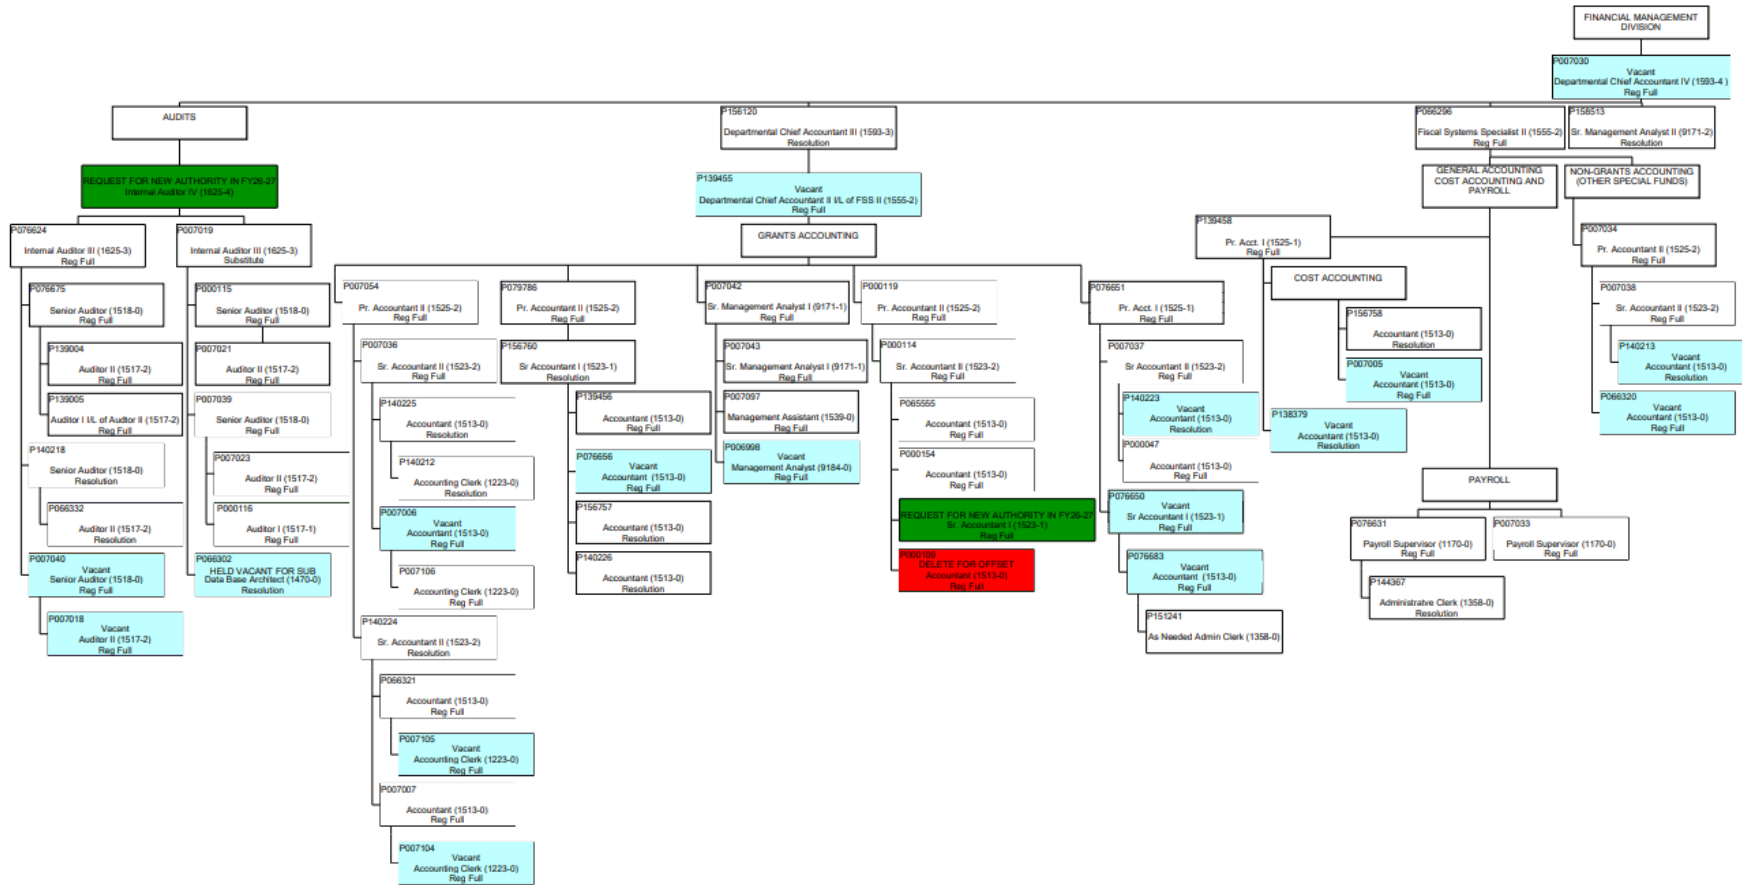 FINANCIAL MANAGEMENT
DIVISION
P007030
Vacant
Departmental Chief Accountant IV (1593-4 )
Reg Full
AUDITS
REQUEST FOR NEW AUTHORITY IN FY26-27
Internal Auditor IV (1625-4)
P076624
Internal Auditor III (1625-3)
Reg Full
P076675
Senior Auditor (1518-0)
Reg Full
P139004
Auditor II (1517-2)
Reg Full
P139005
Auditor I I/L of Audtor II (1517-2)
Reg Full
P140218
Senior Auditor (1518-0)
Resolution
P066332
Auditor II (1517-2)
Resolution
P007040
Vacant
Senior Auditor (1518-0)
Reg Full
P007018
Vacant
Auditor II (1517-2)
Reg Full
P007019
Internal Auditor III (1625-3)
Substitute
P000115
Senior Auditor (1518-0)
Reg Full
P007021
Auditor II (1517-2)
Reg Full
P007039
Senior Auditor (1518-0)
Reg Full
P007023
Auditor II (1517-2)
Reg Full
P000116
Auditor I (1517-1)
Reg Full
P066302
HELD VACANT FOR SUB
Data Base Architect (1470-0)
Resolution
P156120
Departmental Chief Accountant III (1593-3)
Resolution
P139455
Vacant
Departmental Chief Accountant II I/L of FSS II (1555-2)
Reg Full
GRANTS ACCOUNTING
P007054
Pr. Accountant II (1525-2)
Reg Full
P007036
Sr. Accountant II (1523-2)
Reg Full
P140225
Accountant (1513-0)
Resolution
P140212
Accounting Clerk (1223-0)
Resolution
P007006
Vacant
Accountant (1513-0)
Reg Full
P007106
Accounting Clerk (1223-0)
Reg Full
P140224
Sr. Accountant II (1523-2)
Resolution
P066321
Accountant (1513-0)
Reg Full
P007105
Vacant
Accounting Clerk (1223-0)
Reg Full
P007007
Accountant (1513-0)
Reg Full
P007104
Vacant
Accounting Clerk (1223-0)
Reg Full
P079786
Pr. Accountant II (1525-2)
Reg Full
P156760
Sr Accountant I (1523-1)
Resolution
P139456
Accountant (1513-0)
Reg Full
P076656
Vacant
Accountant (1513-0)
Reg Full
P156757
Accountant (1513-0)
Resolution
P140226
Accountant (1513-0)
Resolution
P007042
Sr. Management Analyst I (9171-1)
Reg Full
P007043
Sr. Management Analyst I (9171-1)
Reg Full
P007097
Management Assistant (1539-0)
Reg Full
P006998
Vacant
Management Analyst (9184-0)
Reg Full
P000119
Pr. Accountant II (1525-2)
Reg Full
P000114
Sr. Accountant II (1523-2)
Reg Full
P065555
Accountant (1513-0)
Reg Full
P000154
Accountant (1513-0)
Reg Full
REQUEST FOR NEW AUTHORITY IN FY26-27
Sr. Accountant I (1523-1)
Reg Full
P000109
DELETE FOR OFFSET
Accountant (1513-0)
Reg Full
P076651
Pr. Acct. I (1525-1)
Reg Full
P007037
Sr Accountant II (1523-2)
Reg Full
P140223
Vacant
Accountant (1513-0)
Resolution
P000047
Accountant (1513-0)
Reg Full
P076650
Vacant
Sr Accountant I (1523-1)
Reg Full
P076683
Vacant
Accountant (1513-0)
Reg Full
P151241
As Needed Admin Clerk (1358-0)
P066296
Fiscal Systems Specialist II (1555-2)
Reg Full
P158513
Sr. Management Analyst II (9171-2)
Resolution
GENERAL ACCOUNTING
COST ACCOUNTING AND
PAYROLL
P139458
Pr. Acct. I (1525-1)
Reg Full
COST ACCOUNTING
P156758
Accountant (1513-0)
Resolution
P007005
Vacant
Accountant (1513-0)
Reg Full
P138379
Vacant
Accountant (1513-0)
Resolution
PAYROLL
P076631
Payroll Supervisor (1170-0)
Reg Full
P144367
Administratve Clerk (1358-0)
Resolution
P007033
Payroll Supervisor (1170-0)
Reg Full
NON-GRANTS ACCOUNTING
(OTHER SPECIAL FUNDS)
P007034
Pr. Accountant II (1525-2)
Reg Full
P007038
Sr. Accountant II (1523-2)
Reg Full
P140213
Vacant
Accountant (1513-0)
Resolution
P066320
Vacant
Accountant (1513-0)
Reg Full